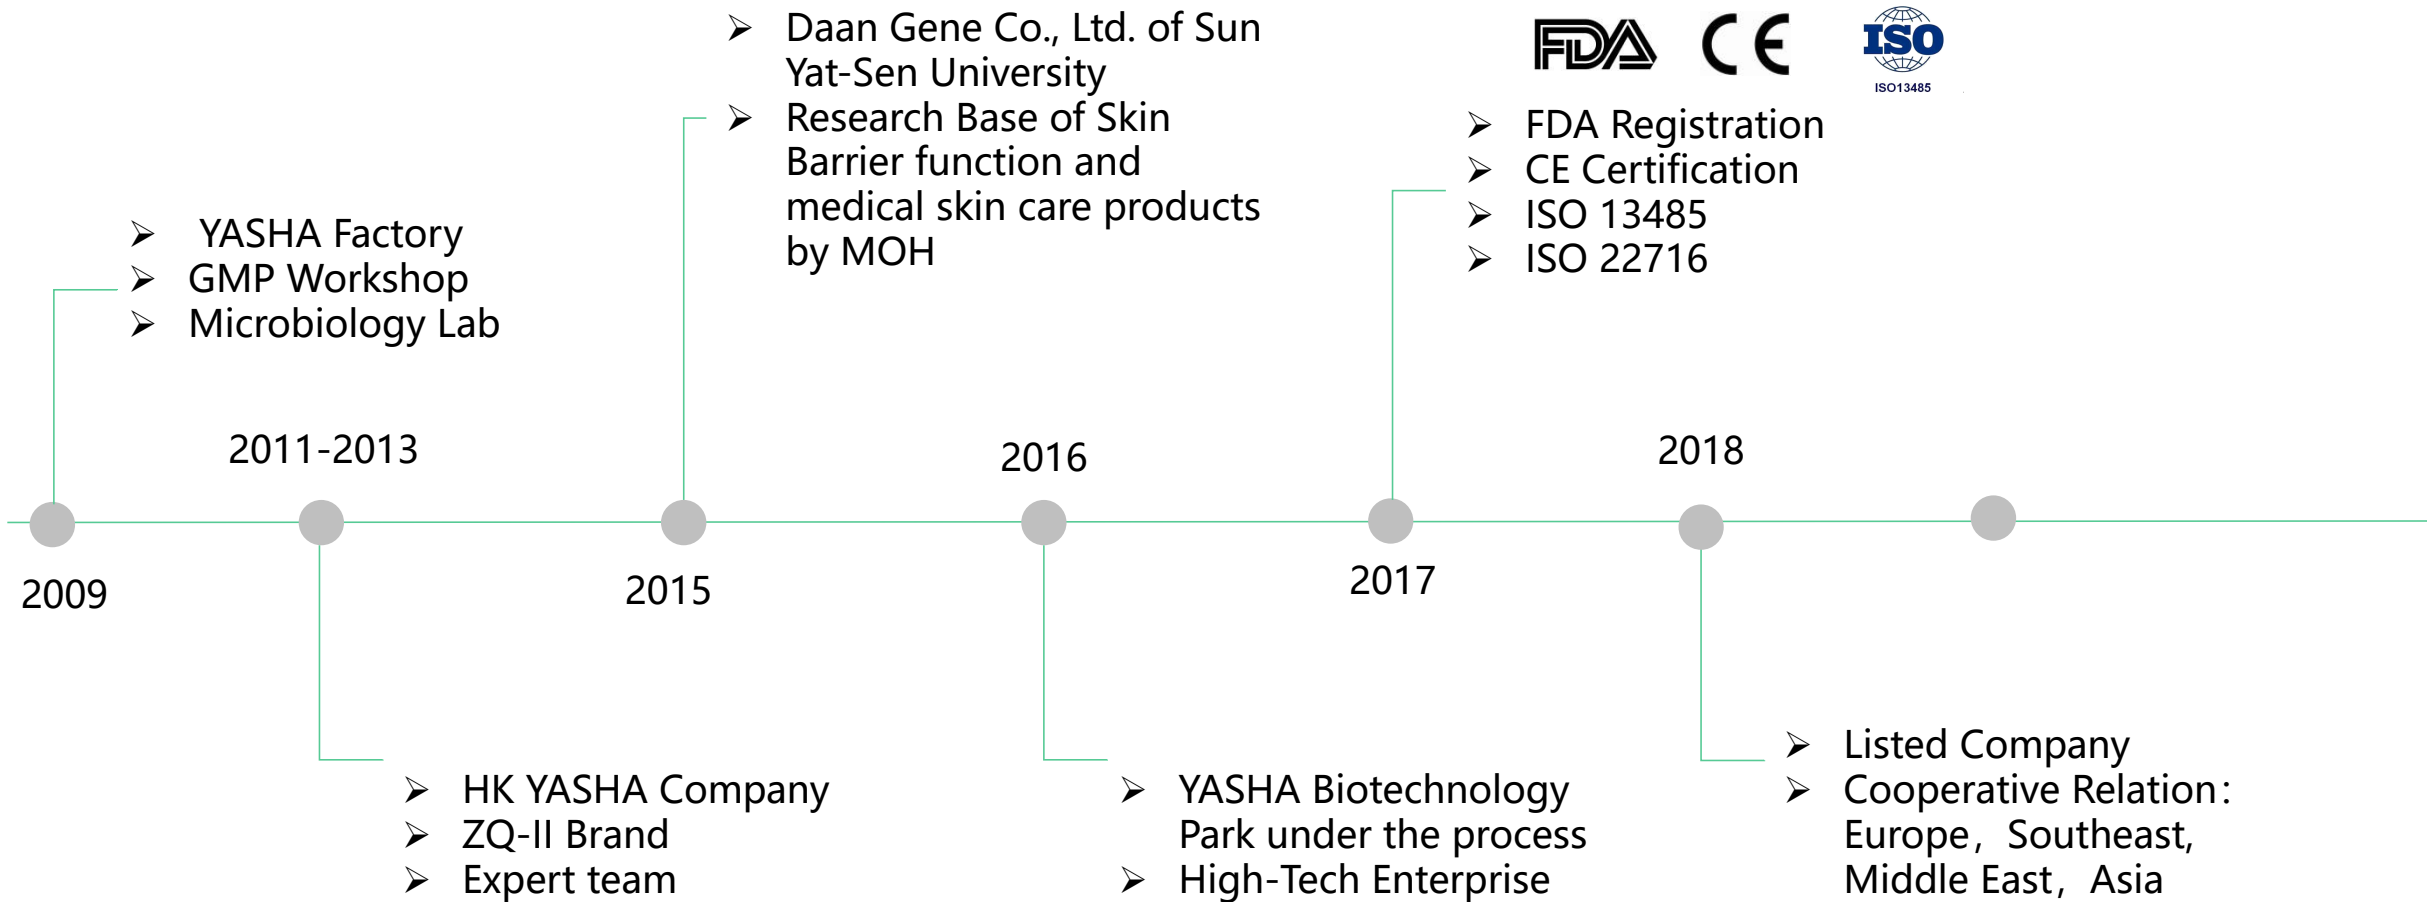 ➢ Daan Gene Co., Ltd. of Sun
Yat-Sen University
➢ Research Base of Skin
Barrier function and
medical skin care products
by MOH
FDA CE ISO
ISO13485
➢ FDA Registration
➢ CE Certification
➢ ISO 13485
➢ ISO 22716
➢ YASHA Factory
➢ GMP Workshop
➢ Microbiology Lab
2011-2013
2016
2018
2009
2015
2017
➢ HK YASHA Company
➢ ZQ-II Brand
➢ Expert team
➢ YASHA Biotechnology
Park under the process
➢ High-Tech Enterprise
➢ Listed Company
➢ Cooperative Relation：
Europe，Southeast,
Middle East，Asia